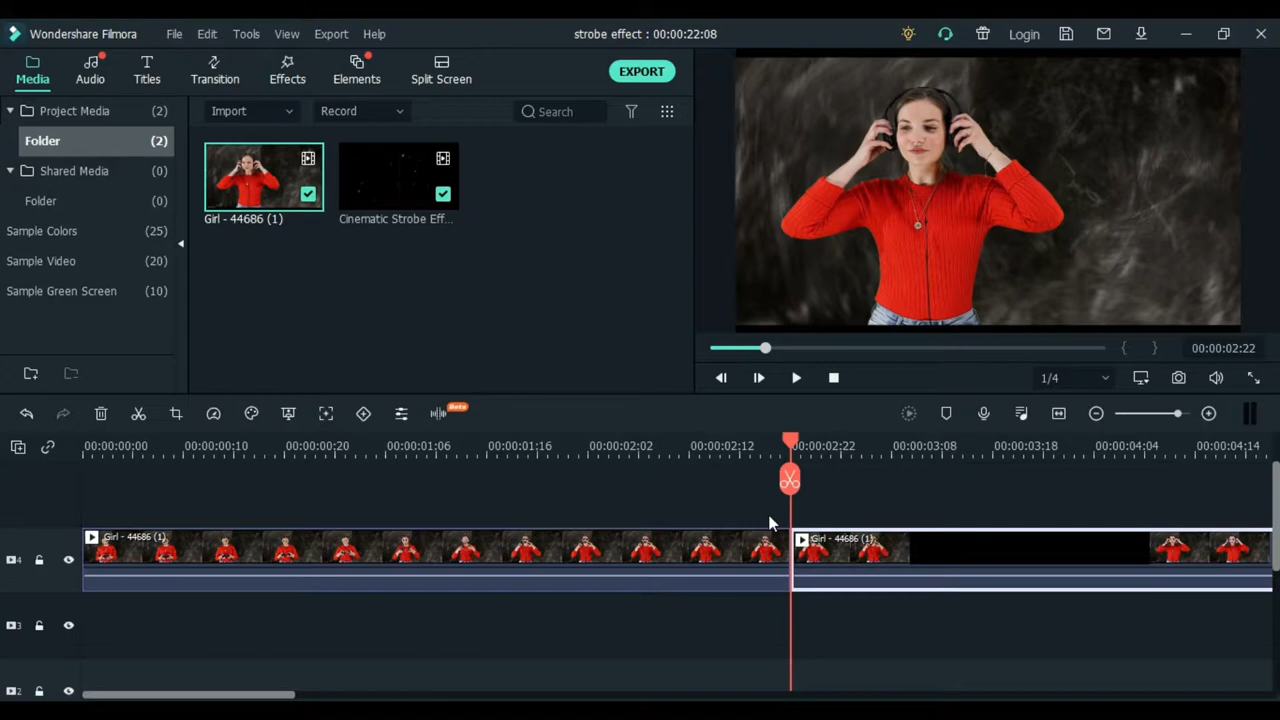 Wondershare Filmora
File Edit Tools View Export Help
strobe effect : 00:00:22:08
Login
Media Audio Titles Transition Effects Elements Split Screen
EXPORT
Project Media (2)
Folder (2)
Shared Media (0)
Folder (0)
Sample Colors (25)
Sample Video (20)
Sample Green Screen (10)
Import Record Search
Girl - 44686 (1) Cinematic Strobe Eff...
{ } 00:00:02:22
1/4
Beta
00:00:00:00 00:00:00:10 00:00:00:20 00:00:01:06 00:00:01:16 00:00:02:02 00:00:02:12 00:00:02:22 00:00:03:08 00:00:03:18 00:00:04:04 00:00:04:14
Girl - 44686 (1) Girl - 44686 (1)
4
3
2